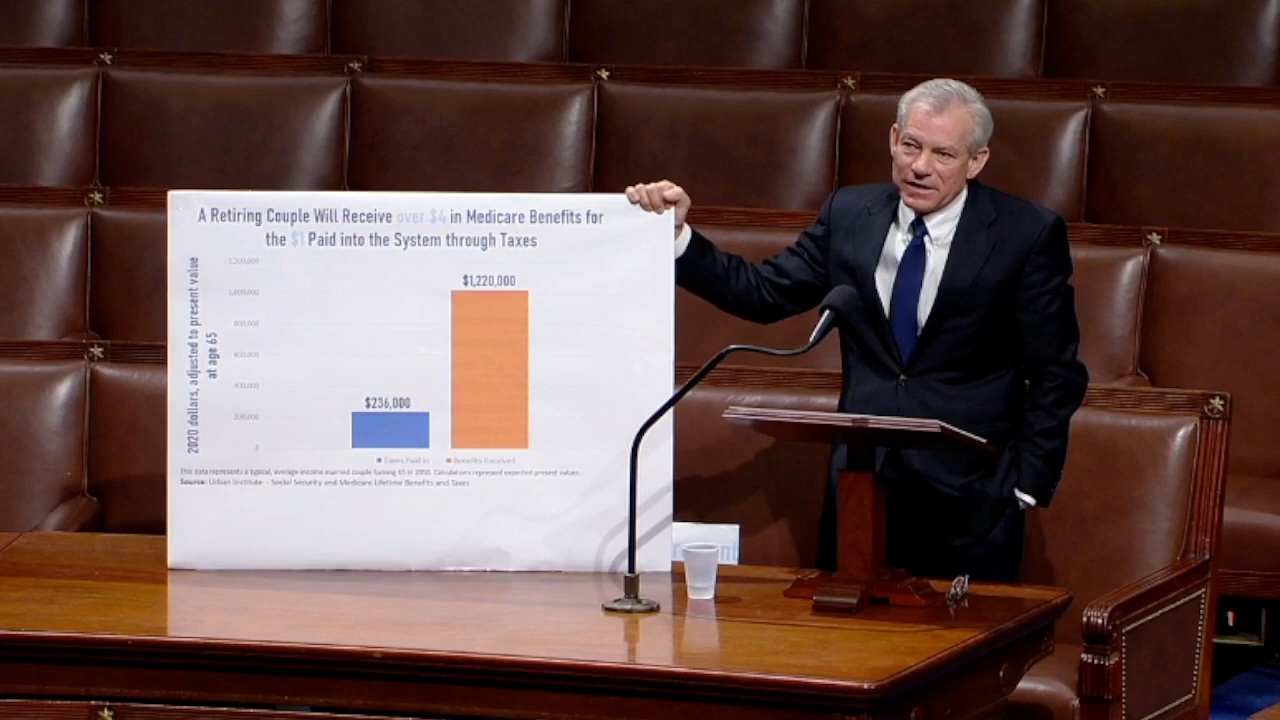 A Retiring Couple Will Receive over $4 in Medicare Benefits for
the $1 Paid into the System through Taxes
2020 dollars, adjusted to present value
at age 65
1,200,000
1,000,000
800,000
600,000
400,000
200,000
0
$236,000
$1,220,000
Taxes Paid In
Benefits Received
This data represents a typical, average-income married couple turning 65 in 2050. Calculations represed expected present values.
Source: Urban Institute - Social Security and Medicare Lifetime Benefits and Taxes